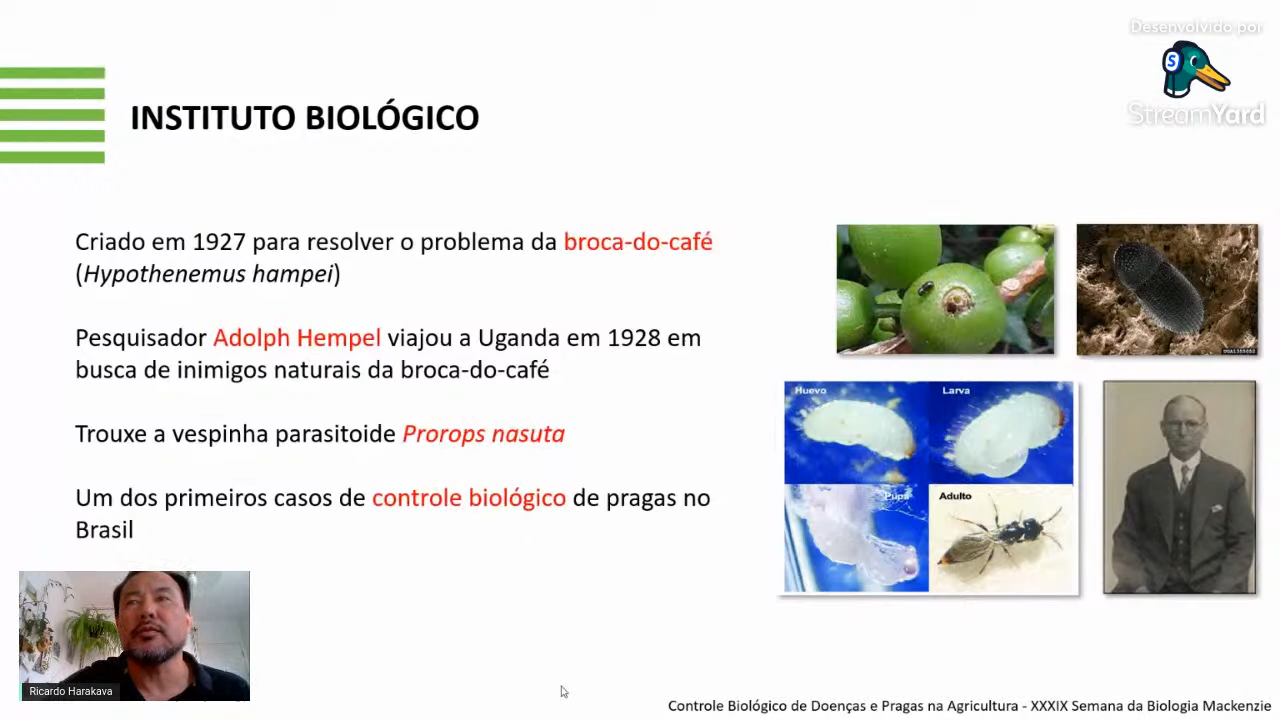 Desenvolvido por
S
StreamYard
INSTITUTO BIOLÓGICO
Criado em 1927 para resolver o problema da broca-do-café
(Hypothenemus hampei)
Pesquisador Adolph Hempel viajou a Uganda em 1928 em
busca de inimigos naturais da broca-do-café
Trouxe a vespinha parasitoide Prorops nasuta
Um dos primeiros casos de controle biológico de pragas no
Brasil
Huevo
Larva
Pupa
Adulto
Ricardo Harakava
Controle Biológico de Doenças e Pragas na Agricultura - XXXIX Semana da Biologia Mackenzie